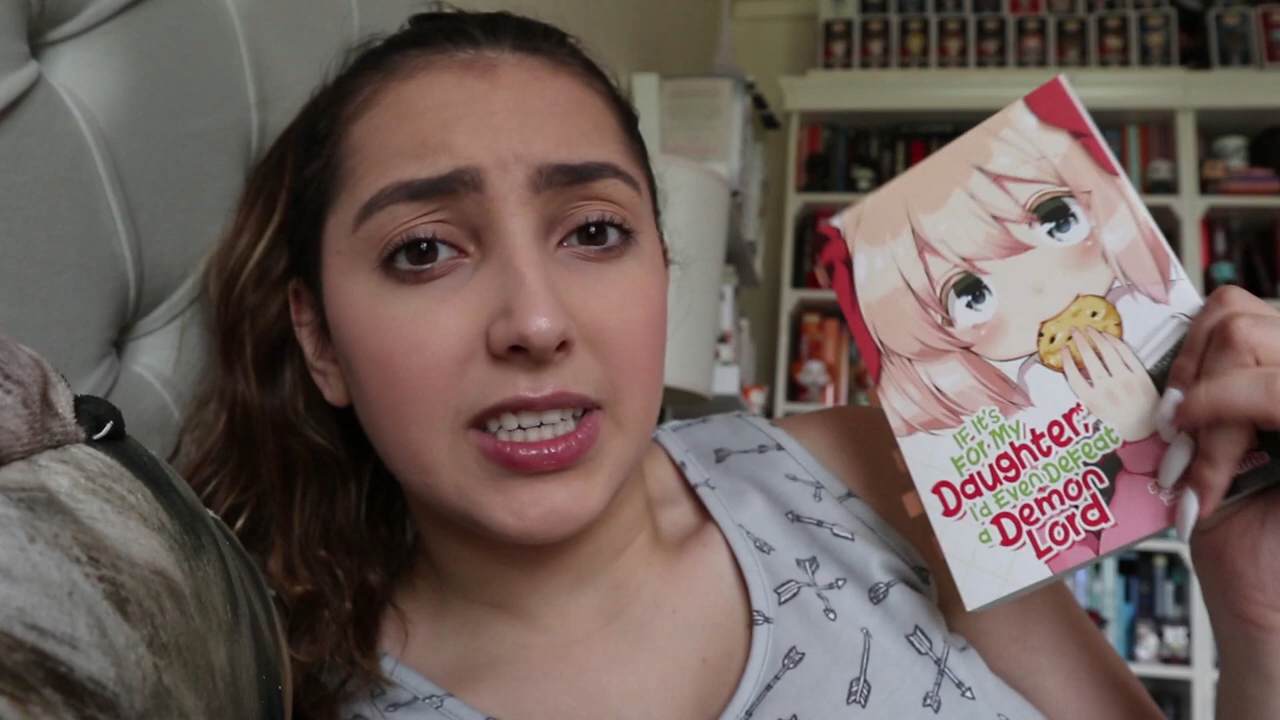 If It's
For My
Daughter,
I'd Even Defeat
a Demon
Lord